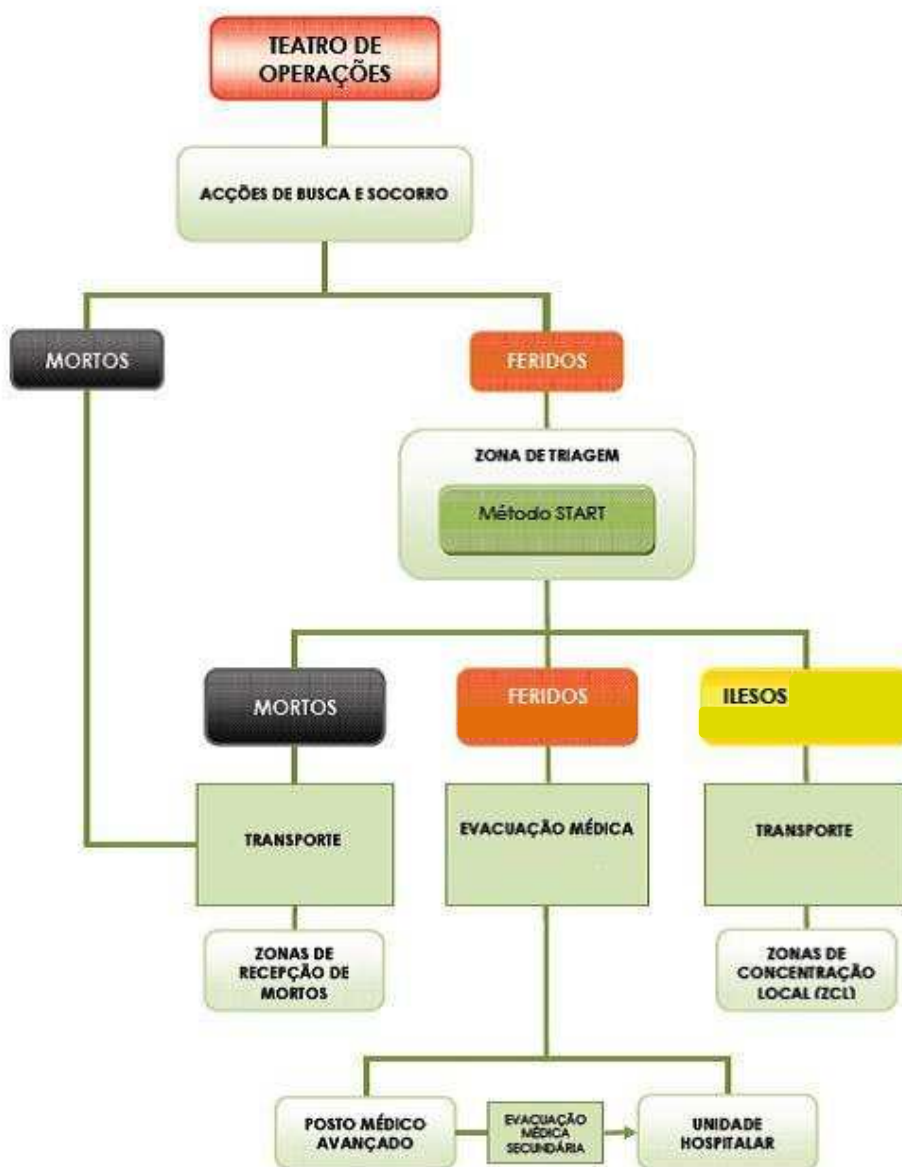 TEATRO DE
OPERAÇÕES
ACÇÕES DE BUSCA E SOCORRO
MORTOS
FERIDOS
ZONA DE TRIAGEM
Método START
MORTOS
FERIDOS
ILESOS
TRANSPORTE
EVACUAÇÃO MÉDICA
TRANSPORTE
ZONAS DE
RECEPÇÃO DE
MORTOS
ZONAS DE
CONCENTRAÇÃO
LOCAL (ZCL)
POSTO MÉDICO
AVANÇADO
EVACUAÇÃO
MÉDICA
SECUNDÁRIA
UNIDADE
HOSPITALAR